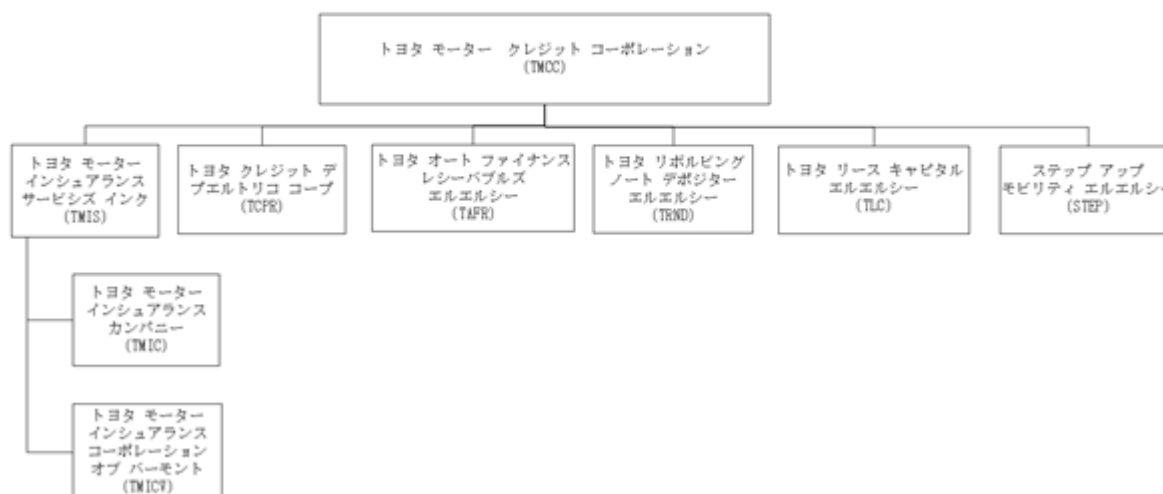 トヨタ モーター クレジット コーポレーション
(TMCC)
トヨタ モーター
インシュアランス
サービシズ インク
(TMIS)
トヨタ クレジット デ
プエルトリコ コープ
(TCPR)
トヨタ オート ファイナンス
レシーバブルズ
エルエルシー
(TAFR)
トヨタ リボルビング
ノート デポジター
エルエルシー
(TRND)
トヨタ リース キャピタル
エルエルシー
(TLC)
ステップ アップ
モビリティ エルエルシー
(STEP)
トヨタ モーター
インシュアランス
カンパニー
(TMIC)
トヨタ モーター
インシュアランス
コーポレーション
オブ バーモント
(TMICV)